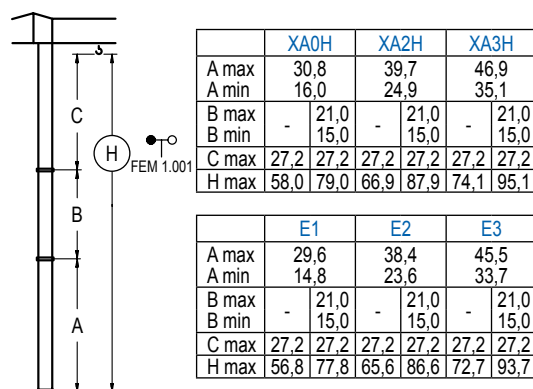 C
H
FEM 1.001
B
A
XA0H XA2H XA3H
A max 30,8 39,7 46,9
A min 16,0 24,9 35,1
B max - 21,0 - 21,0 - 21,0
B min 15,0 15,0 15,0
C max 27,2 27,2 27,2 27,2 27,2 27,2
H max 58,0 79,0 66,9 87,9 74,1 95,1
E1 E2 E3
A max 29,6 38,4 45,5
A min 14,8 23,6 33,7
B max - 21,0 - 21,0 - 21,0
B min 15,0 15,0 15,0
C max 27,2 27,2 27,2 27,2 27,2 27,2
H max 56,8 77,8 65,6 86,6 72,7 93,7